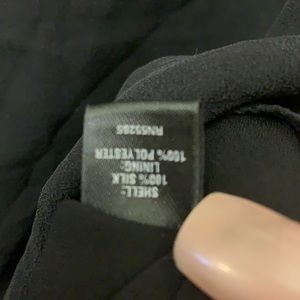 SHELL:
100% SILK
LINING:
100% POLYESTER
RN55285